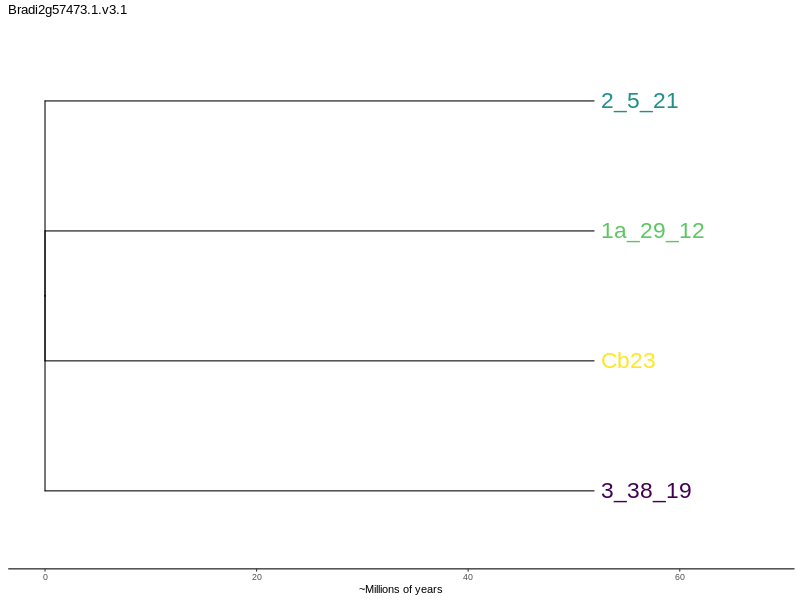 Bradi2g57473.1.v3.1
2_5_21
1a_29_12
Cb23
3_38_19
0 20 40 60
~Millions of years